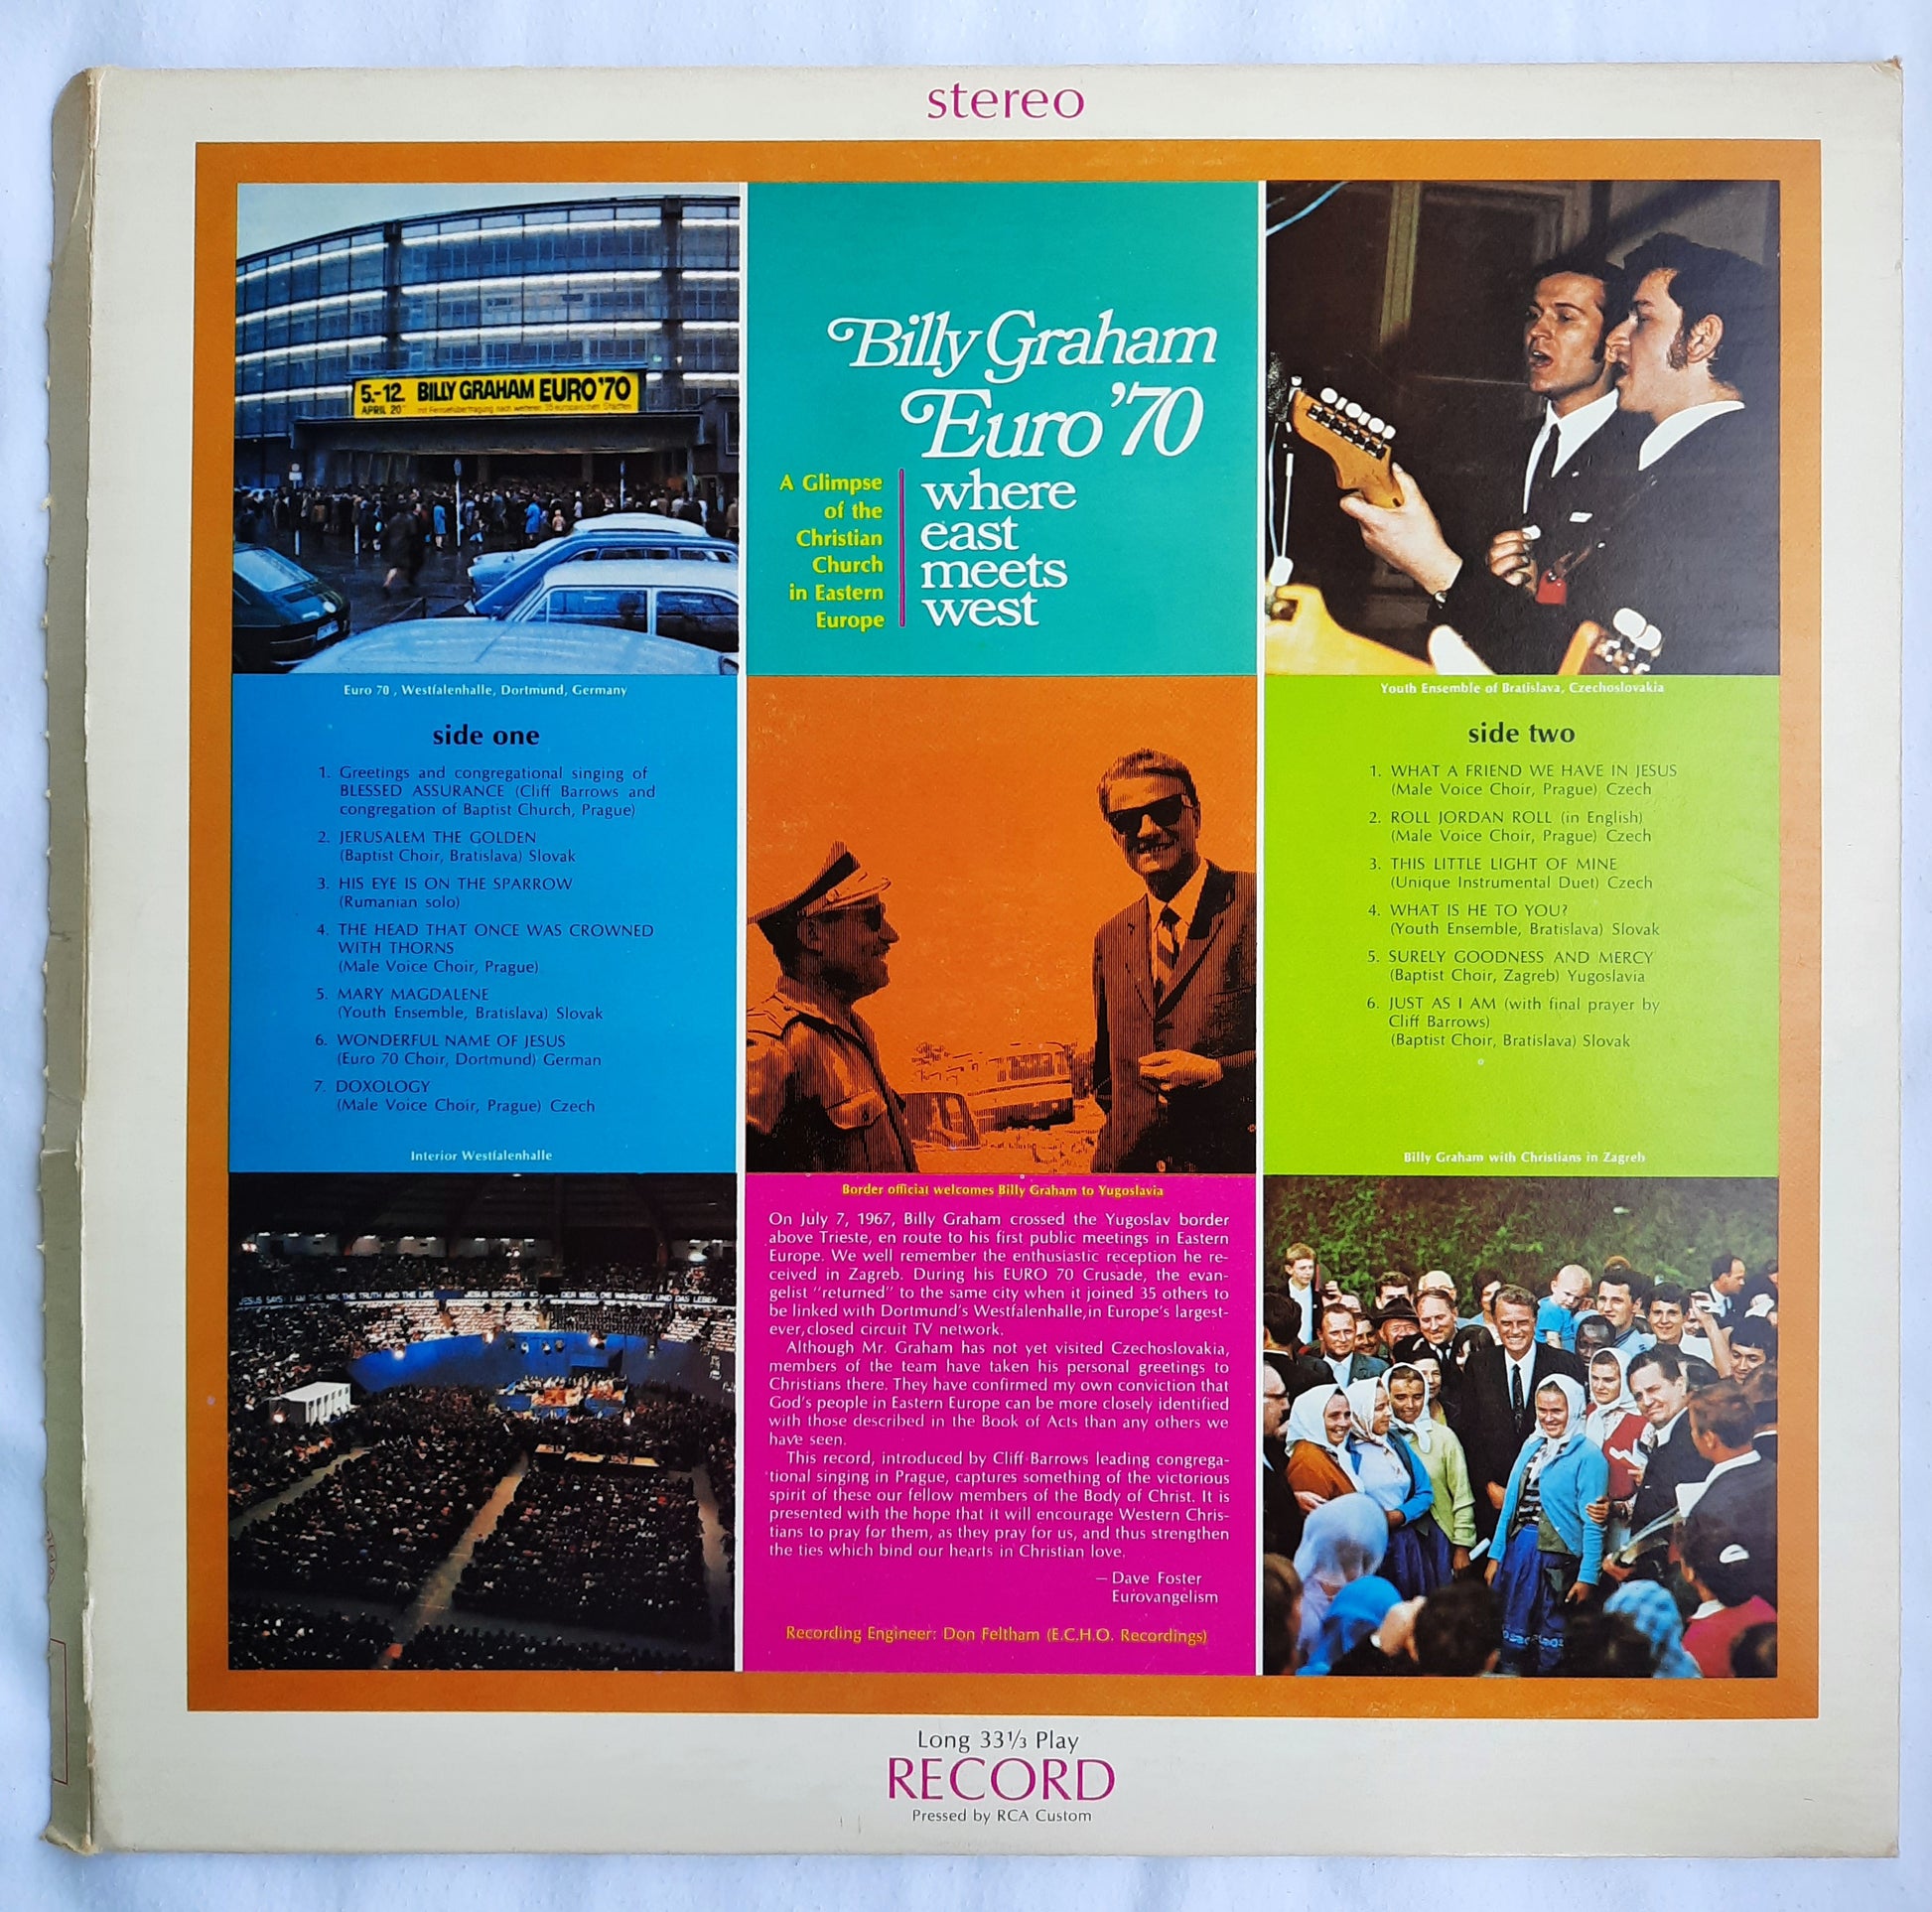 stereo
5.-12. BILLY GRAHAM EURO '70
APRIL 20
Billy Graham
Euro '70
where
east
meets
west
A Glimpse
of the
Christian
Church
in Eastern
Europe
Euro 70 , Westfalenhalle, Dortmund, Germany
side one
1. Greetings and congregational singing of
BLESSED ASSURANCE (Cliff Barrows and
congregation of Baptist Church, Prague)
2. JERUSALEM THE GOLDEN
(Baptist Choir, Bratislava) Slovak
3. HIS EYE IS ON THE SPARROW
(Rumanian solo)
4. THE HEAD THAT ONCE WAS CROWNED
WITH THORNS
(Male Voice Choir, Prague)
5. MARY MAGDALENE
(Youth Ensemble, Bratislava) Slovak
6. WONDERFUL NAME OF JESUS
(Euro 70 Choir, Dortmund) German
7. DOXOLOGY
(Male Voice Choir, Prague) Czech
Interior Westfalenhalle
JESUS SAYS: I AM THE WAY, THE TRUTH AND THE LIFE JESUS SPRICHT: DER WEG, DIE WAHRHEIT UND DAS LEBEN
Youth Ensemble of Bratislava, Czechoslovakia
side two
1. WHAT A FRIEND WE HAVE IN JESUS
(Male Voice Choir, Prague) Czech
2. ROLL JORDAN ROLL (in English)
(Male Voice Choir, Prague) Czech
3. THIS LITTLE LIGHT OF MINE
(Unique Instrumental Duet) Czech
4. WHAT IS HE TO YOU?
(Youth Ensemble, Bratislava) Slovak
5. SURELY GOODNESS AND MERCY
(Baptist Choir, Zagreb) Yugoslavia
6. JUST AS I AM (with final prayer by
Cliff Barrows)
(Baptist Choir, Bratislava) Slovak
Billy Graham with Christians in Zagreb
Border official welcomes Billy Graham to Yugoslavia
On July 7, 1967, Billy Graham crossed the Yugoslav border
above Trieste, en route to his first public meetings in Eastern
Europe. We well remember the enthusiastic reception he re-
ceived in Zagreb. During his EURO 70 Crusade, the evan-
gelist "returned" to the same city when it joined 35 others to
be linked with Dortmund's Westfalenhalle, in Europe's largest-
ever, closed circuit TV network.
Although Mr. Graham has not yet visited Czechoslovakia,
members of the team have taken his personal greetings to
Christians there. They have confirmed my own conviction that
God's people in Eastern Europe can be more closely identified
with those described in the Book of Acts than any others we
have seen.
This record, introduced by Cliff Barrows leading congrega-
tional singing in Prague, captures something of the victorious
spirit of these our fellow members of the Body of Christ. It is
presented with the hope that it will encourage Western Chris-
tians to pray for them, as they pray for us, and thus strengthen
the ties which bind our hearts in Christian love.
— Dave Foster
Eurovangelism
Recording Engineer: Don Feltham (E.C.H.O. Recordings)
Long 33⅓ Play
RECORD
Pressed by RCA Custom